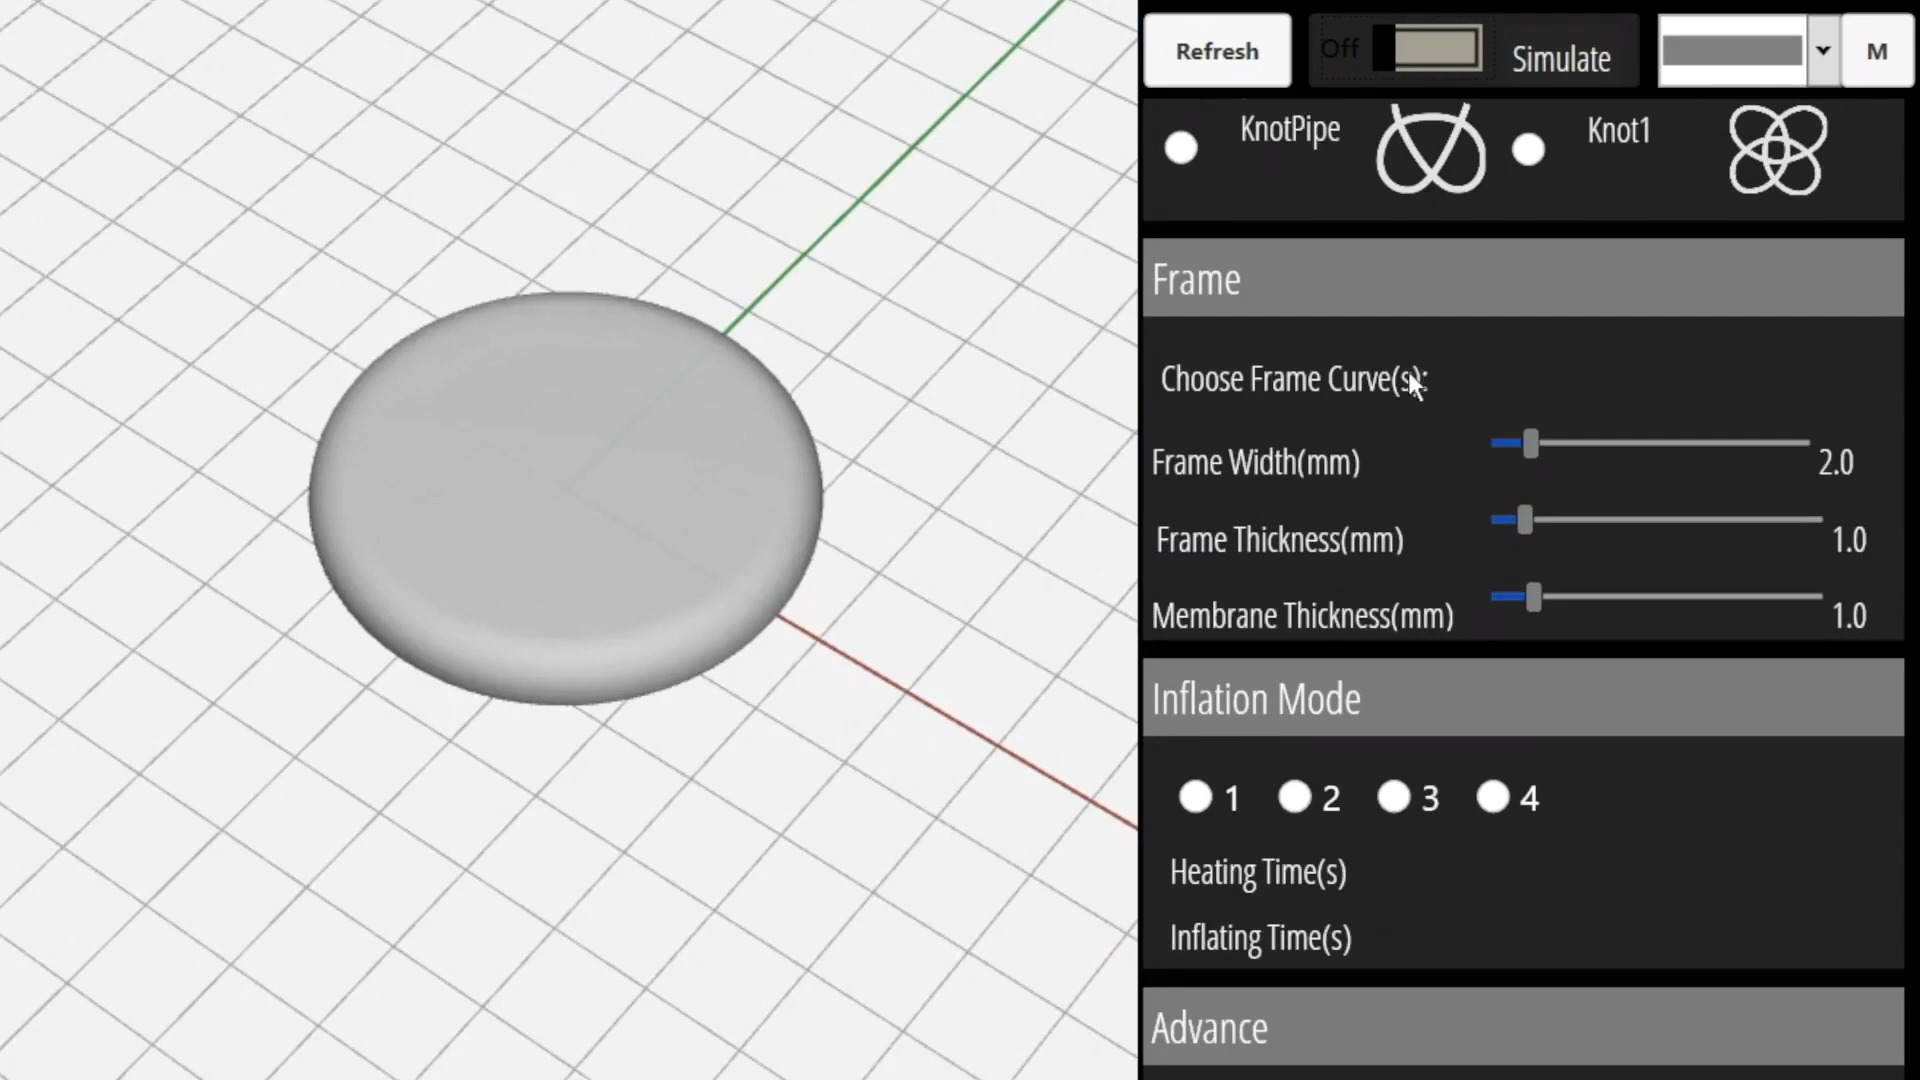 Refresh
Off
Simulate
M
KnotPipe
Knot1
Frame
Choose Frame Curve(s):
Frame Width(mm)
2.0
Frame Thickness(mm)
1.0
Membrane Thickness(mm)
1.0
Inflation Mode
1 2 3 4
Heating Time(s)
Inflating Time(s)
Advance